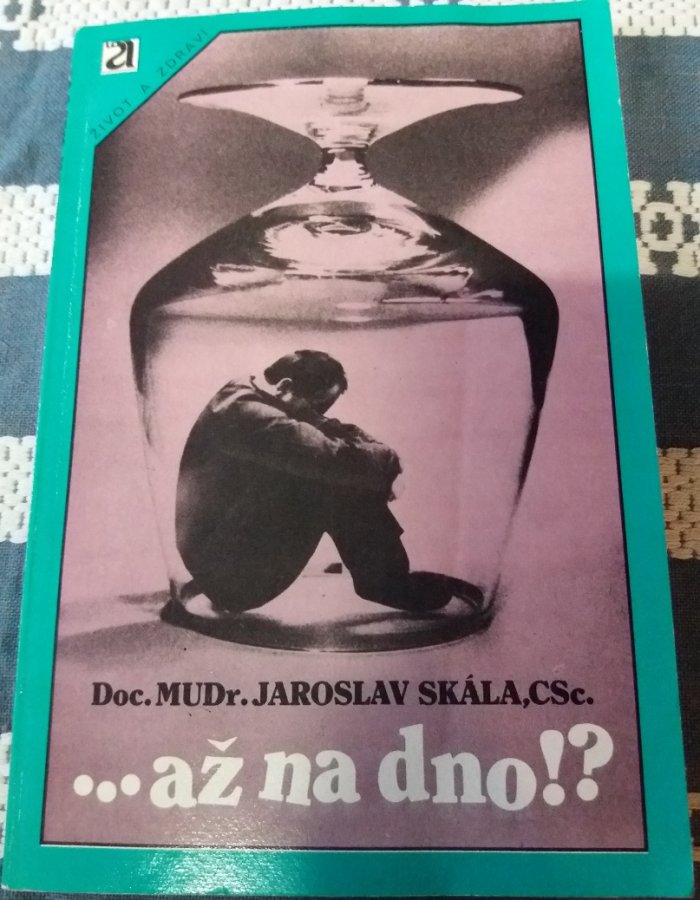 ŽIVOT A ZDRAVÍ
Doc. MUDr. JAROSLAV SKÁLA, CSc.
...až na dno!?